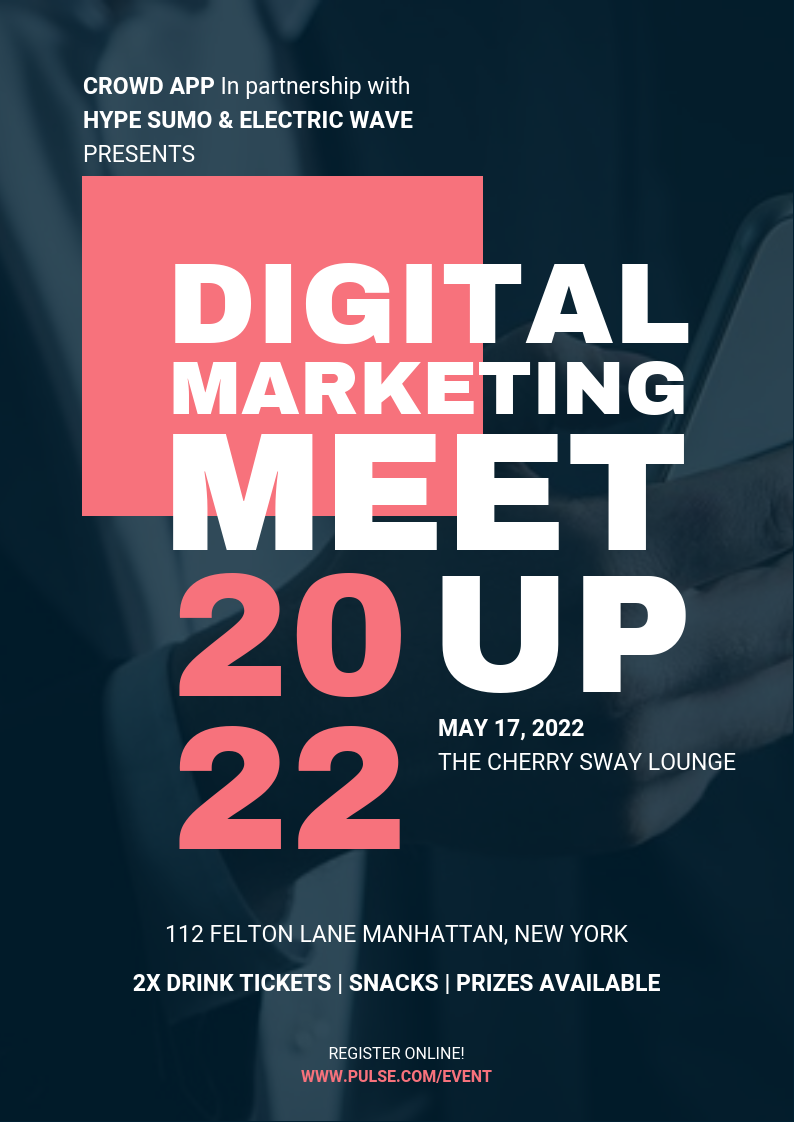 CROWD APP In partnership with
HYPE SUMO & ELECTRIC WAVE
PRESENTS
DIGITAL
MARKETING
MEET
20 UP
22
MAY 17, 2022
THE CHERRY SWAY LOUNGE
112 FELTON LANE MANHATTAN, NEW YORK
2X DRINK TICKETS | SNACKS | PRIZES AVAILABLE
REGISTER ONLINE!
WWW.PULSE.COM/EVENT